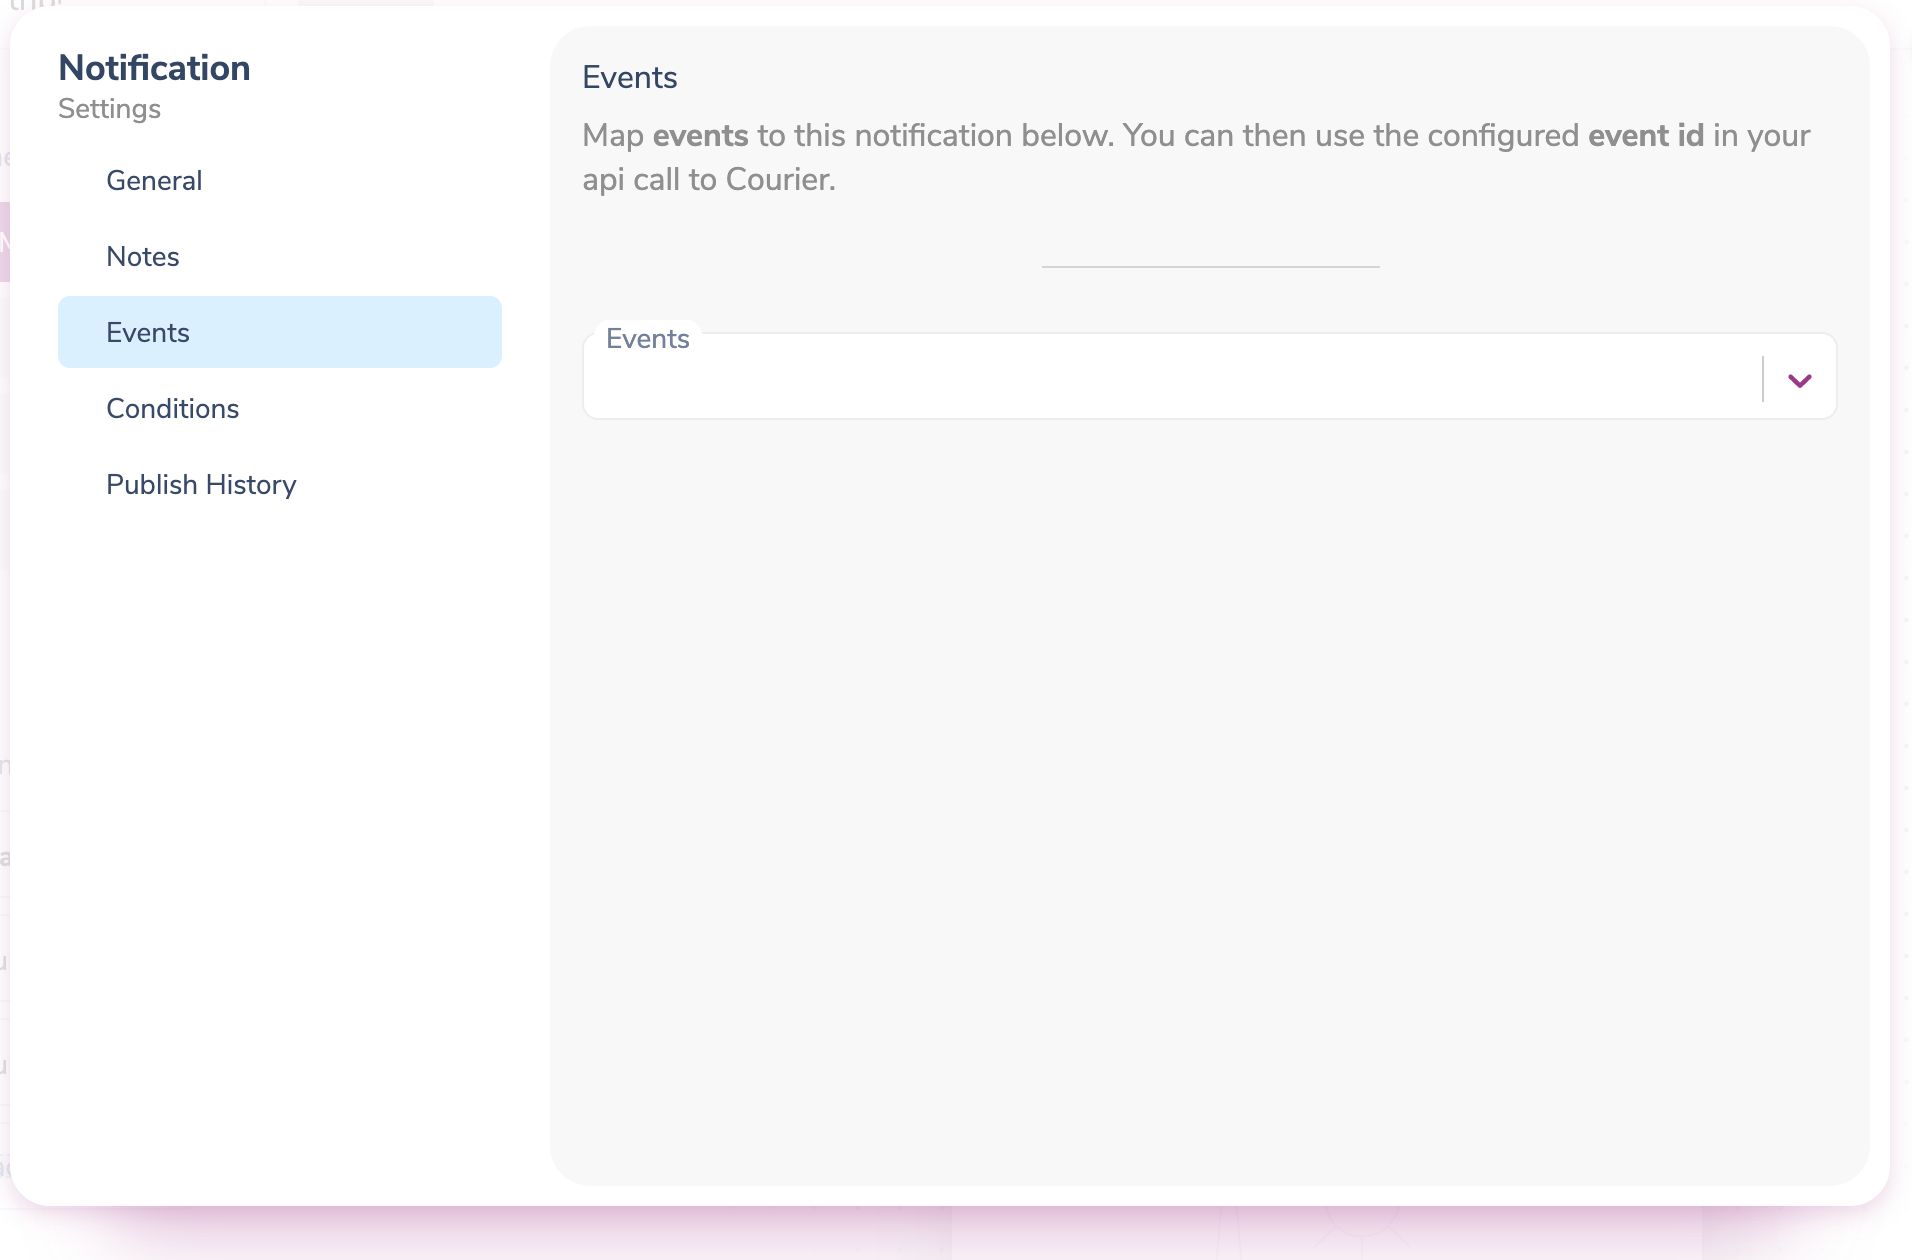 Notification
Settings
General
Notes
Events
Conditions
Publish History
Events
Map events to this notification below. You can then use the configured event id in your
api call to Courier.
Events